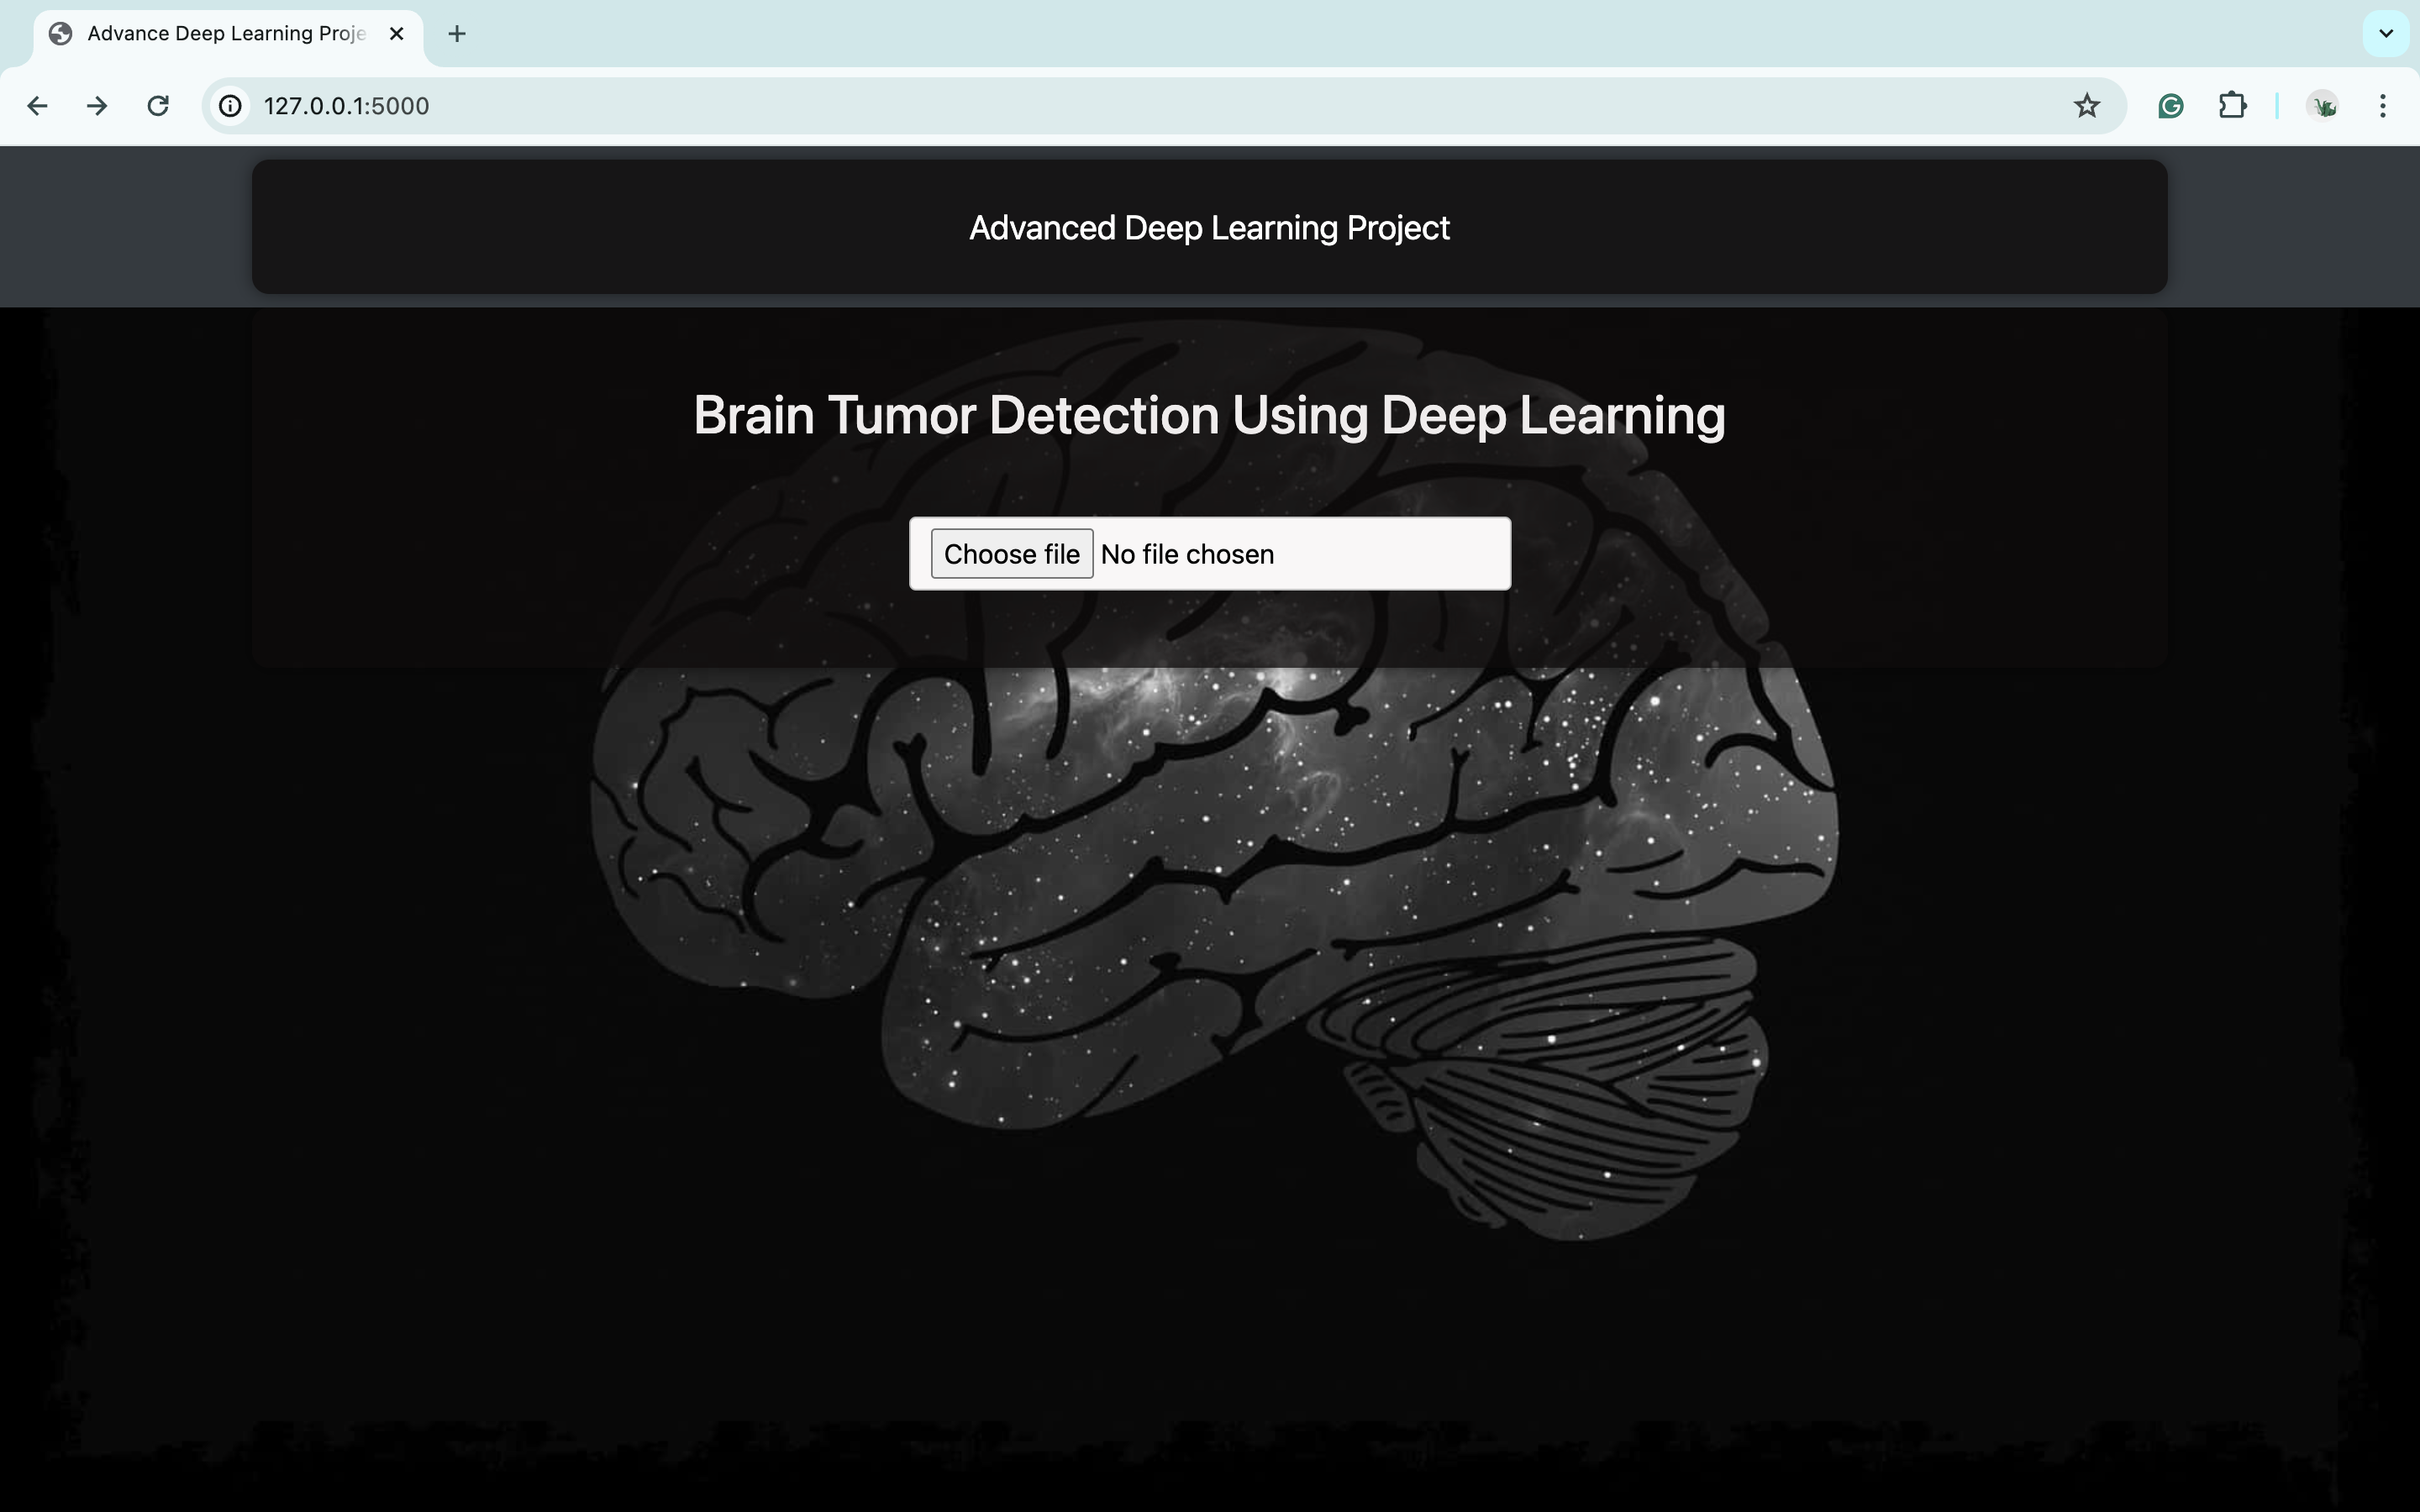 Advance Deep Learning Proje
127.0.0.1:5000
Advanced Deep Learning Project
Brain Tumor Detection Using Deep Learning
Choose file No file chosen